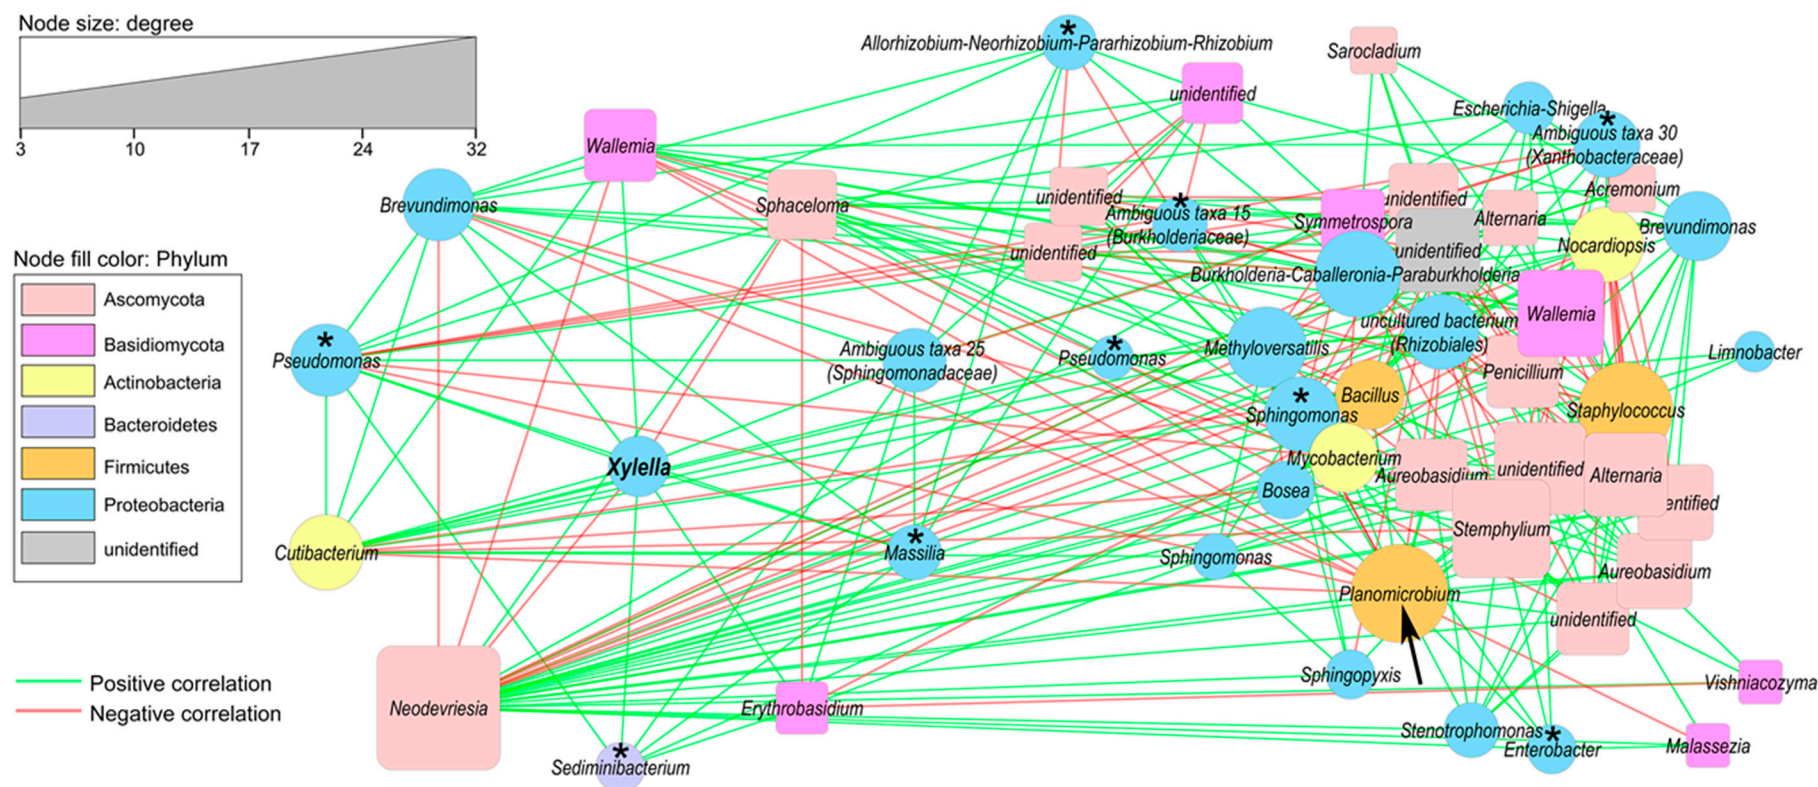 Node size: degree
3 10 17 24 32
Node fill color: Phylum
Ascomycota
Basidiomycota
Actinobacteria
Bacteroidetes
Firmicutes
Proteobacteria
unidentified
Positive correlation
Negative correlation
*
Allorhizobium-Neorhizobium-Pararhizobium-Rhizobium
Sarocladium
unidentified
Escherichia-Shigella
*
Ambiguous taxa 30
(Xanthobacteraceae)
Wallemia
Brevundimonas
Sphaceloma
unidentified
*
Ambiguous taxa 15
(Burkholderiaceae)
unidentified
unidentified
Acremonium
Symmetrospora
Alternaria
Brevundimonas
unidentified
Nocardiopsis
Burkholderia-Caballeronia-Paraburkholderia
Wallemia
uncultured bacterium
(Rhizobiales)
*
Pseudomonas
Ambiguous taxa 25
(Sphingomonadaceae)
*
Pseudomonas
Methyloversatilis
Limnobacter
Penicillium
Bacillus
*
Sphingomonas
Staphylococcus
Xylella
Mycobacterium
Aureobasidium
unidentified
Alternaria
Bosea
entified
Stemphylium
Cutibacterium
*
Massilia
Sphingomonas
Aureobasidium
Planomicrobium
unidentified
Sphingopyxis
Vishniacozyma
Neodevriesia
Erythrobasidium
Stenotrophomonas
*
Enterobacter
Malassezia
*
Sediminibacterium